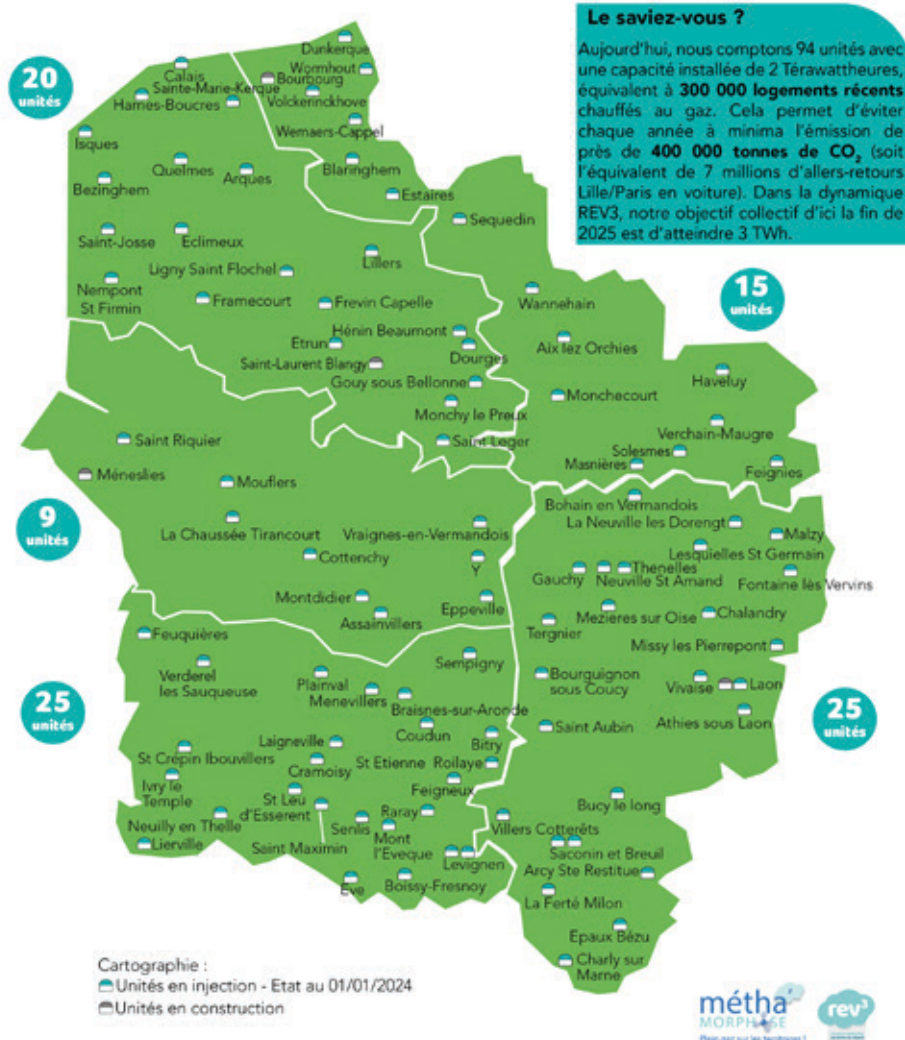 Le saviez-vous ?
Aujourd'hui, nous comptons 94 unités avec
une capacité installée de 2 Térawattheures,
équivalent à 300 000 logements récents
chauffés au gaz. Cela permet d'éviter
chaque année à minima l'émission de
près de 400 000 tonnes de CO₂ (soit
l'équivalent de 7 millions d'allers-retours
Lille/Paris en voiture). Dans la dynamique
REV3, notre objectif collectif d'ici la fin de
2025 est d'atteindre 3 TWh.
20
unités
Dunkerque
Wormhout
Bourbourg
Volckerinckhove
Wemaers-Cappel
Blaringhem
Estaires
Calais
Sainte-Marie-Kerque
Hames-Boucres
Isques
Quelmes
Arques
Bezinghem
Saint-Josse
Eclimeux
Lillers
Ligny Saint Flochel
Nempont
St Firmin
Framecourt
Frevin Capelle
Hénin Beaumont
Etrun
Dourges
Saint-Laurent Blangy
Gouy sous Bellonne
Monchy le Preux
Saint Leger
15
unités
Sequedin
Wannehain
Aix lez Orchies
Haveluy
Monchecourt
Verchain-Maugre
Solesmes
Masnières
Feignies
9
unités
Saint Riquier
Méneslies
Mouflers
La Chaussée Tirancourt
Vraignes-en-Vermandois
Cottenchy
Y
Montdidier
Eppeville
Assainvillers
25
unités
Feuquières
Sempigny
Verderel
les Sauqueuse
Plainval
Menevillers
Braisnes-sur-Aronde
Coudun
Bitry
Laigneville
St Crépin Ibouvillers
Cramoisy
St Etienne Roilaye
Ivry le
Temple
St Leu
d'Esserent
Feigneux
Raray
Neuilly en Thelle
Senlis
Mont
l'Eveque
Lierville
Saint Maximin
Levignen
Eve
Boissy-Fresnoy
25
unités
Bohain en Vermandois
La Neuville les Dorengt
Malzy
Lesquielles St Germain
Gauchy
Thenelles
Neuville St Amand
Fontaine lès Vervins
Mezieres sur Oise
Chalandry
Tergnier
Missy les Pierrepont
Bourguignon
sous Coucy
Vivaise
Laon
Saint Aubin
Athies sous Laon
Bucy le long
Villers Cotterêts
Saconin et Breuil
Arcy Ste Restitue
La Ferté Milon
Epaux Bézu
Charly sur
Marne
Cartographie :
Unités en injection - Etat au 01/01/2024
Unités en construction
métha
MORPHOSE
Plein gaz sur les territoires !
rev³